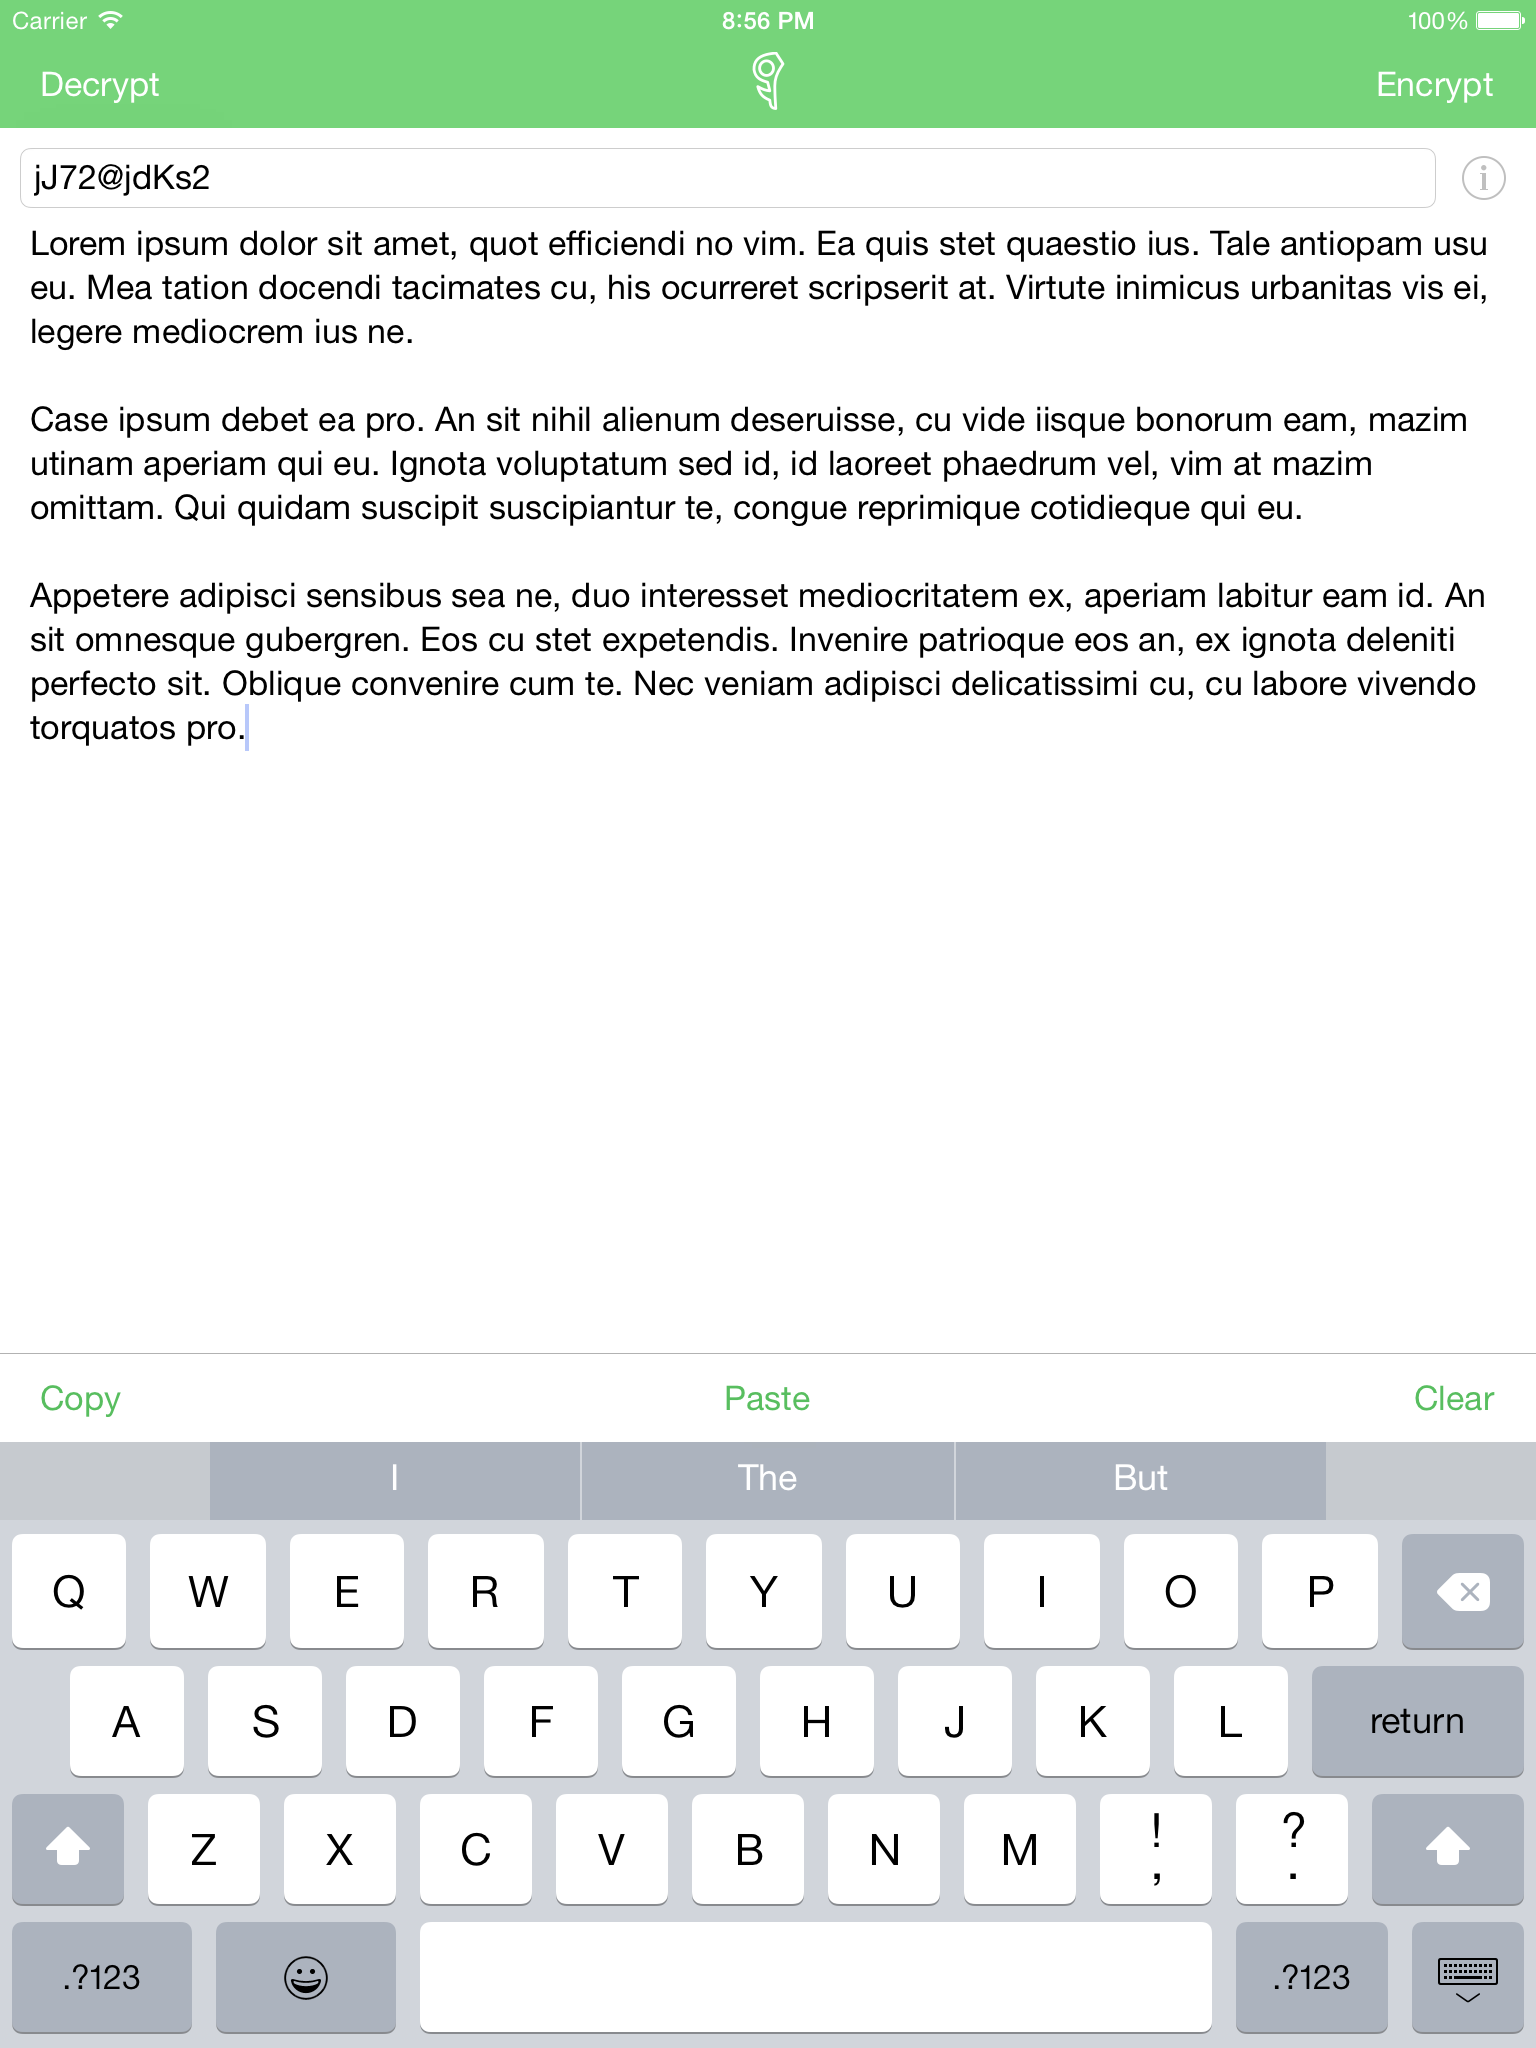 Carrier 8:56 PM 100%
Decrypt Encrypt
jJ72@jdKs2 i
Lorem ipsum dolor sit amet, quot efficiendi no vim. Ea quis stet quaestio ius. Tale antiopam usu
eu. Mea tation docendi tacimates cu, his ocurreret scripserit at. Virtute inimicus urbanitas vis ei,
legere mediocrem ius ne.
Case ipsum debet ea pro. An sit nihil alienum deseruisse, cu vide iisque bonorum eam, mazim
utinam aperiam qui eu. Ignota voluptatum sed id, id laoreet phaedrum vel, vim at mazim
omittam. Qui quidam suscipit suscipiantur te, congue reprimique cotidieque qui eu.
Appetere adipisci sensibus sea ne, duo interesset mediocritatem ex, aperiam labitur eam id. An
sit omnesque gubergren. Eos cu stet expetendis. Invenire patrioque eos an, ex ignota deleniti
perfecto sit. Oblique convenire cum te. Nec veniam adipisci delicatissimi cu, cu labore vivendo
torquatos pro.
Copy Paste Clear
I The But
Q W E R T Y U I O P
A S D F G H J K L return
Z X C V B N M ! , ? .
.?123 .?123